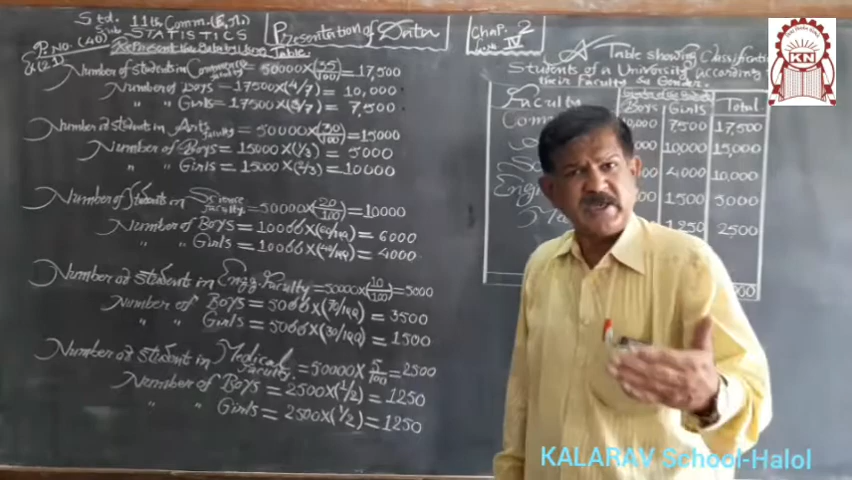 Std. 11th Comm. (E.M.)
STATISTICS
Presentation of Data
Chap. 2
IV
P. No. (40)
Represent the Data by Using Table.
Number of students in Commerce faculty = 50000×(35/100) = 17,500
Number of Boys = 17500×(4/7) = 10,000
" " Girls = 17500×(3/7) = 7,500
Number of student in Arts faculty = 50000×(30/100) = 15000
Number of Boys = 15000×(1/3) = 5000
" " Girls = 15000×(2/3) = 10000
Number of students in Science faculty = 50000×(20/100) = 10000
Number of Boys = 10000×(60/100) = 6000
" " Girls = 10000×(40/100) = 4000
Number of student in Engg. Faculty = 50000×(10/100) = 5000
Number of Boys = 5000×(70/100) = 3500
" " Girls = 5000×(30/100) = 1500
Number of student in Medical Faculty = 50000×5/100 = 2500
Number of Boys = 2500×(1/2) = 1250
" " Girls = 2500×(1/2) = 1250
A Table showing Classificati
Students of a University according
their Faculty and Gender.
Faculty Boys Girls Total
Com 10,000 7500 17,500
10000 15,000
4000 10,000
Eng 1500 5000
Me 1250 2500
KN
KALARAV School-Halol